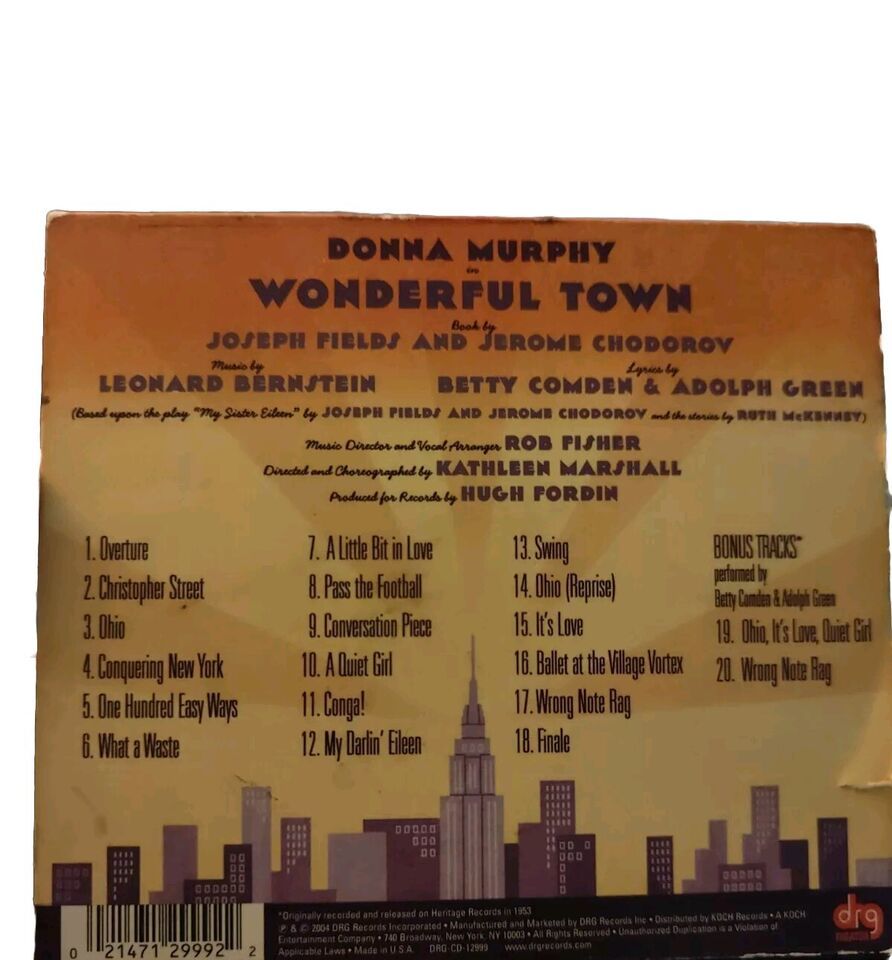 DONNA MURPHY
in
WONDERFUL TOWN
Book by
JOSEPH FIELDS AND JEROME CHODOROV
Music by
LEONARD BERNSTEIN
Lyrics by
BETTY COMDEN & ADOLPH GREEN
(Based upon the play "My Sister Eileen" by JOSEPH FIELDS AND JEROME CHODOROV and the stories by RUTH McKENNEY)
Music Director and Vocal Arranger ROB FISHER
Directed and Choreographed by KATHLEEN MARSHALL
Produced for Records by HUGH FORDIN
1. Overture
2. Christopher Street
3. Ohio
4. Conquering New York
5. One Hundred Easy Ways
6. What a Waste
7. A Little Bit in Love
8. Pass the Football
9. Conversation Piece
10. A Quiet Girl
11. Conga!
12. My Darlin' Eileen
13. Swing
14. Ohio (Reprise)
15. It's Love
16. Ballet at the Village Vortex
17. Wrong Note Rag
18. Finale
BONUS TRACKS*
performed by
Betty Comden & Adolph Green
19. Ohio, It's Love, Quiet Girl
20. Wrong Note Rag
0 21471 29992 2
*Originally recorded and released on Heritage Records in 1953
℗ & © 2004 DRG Records Incorporated • Manufactured and Marketed by DRG Records Inc • Distributed by KOCH Records • A KOCH
Entertainment Company • 740 Broadway, New York, NY 10003 • All Rights Reserved • Unauthorized Duplication is a Violation of
Applicable Laws • Made in U.S.A. DRG-CD-12999 www.drgrecords.com
drg